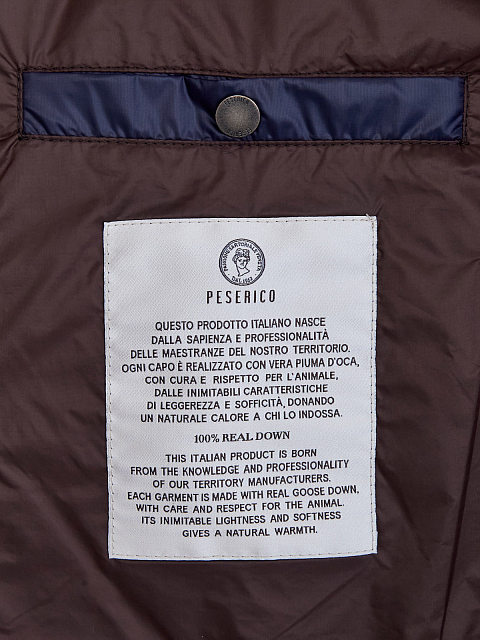 PESERICO
PESERICO
QUESTO PRODOTTO ITALIANO NASCE
DALLA SAPIENZA E PROFESSIONALITÀ
DELLE MAESTRANZE DEL NOSTRO TERRITORIO.
OGNI CAPO È REALIZZATO CON VERA PIUMA D'OCA,
CON CURA E RISPETTO PER L'ANIMALE,
DALLE INIMITABILI CARATTERISTICHE
DI LEGGEREZZA E SOFFICITÀ, DONANDO
UN NATURALE CALORE A CHI LO INDOSSA.
100% REAL DOWN
THIS ITALIAN PRODUCT IS BORN
FROM THE KNOWLEDGE AND PROFESSIONALITY
OF OUR TERRITORY MANUFACTURERS.
EACH GARMENT IS MADE WITH REAL GOOSE DOWN,
WITH CARE AND RESPECT FOR THE ANIMAL.
ITS INIMITABLE LIGHTNESS AND SOFTNESS
GIVES A NATURAL WARMTH.